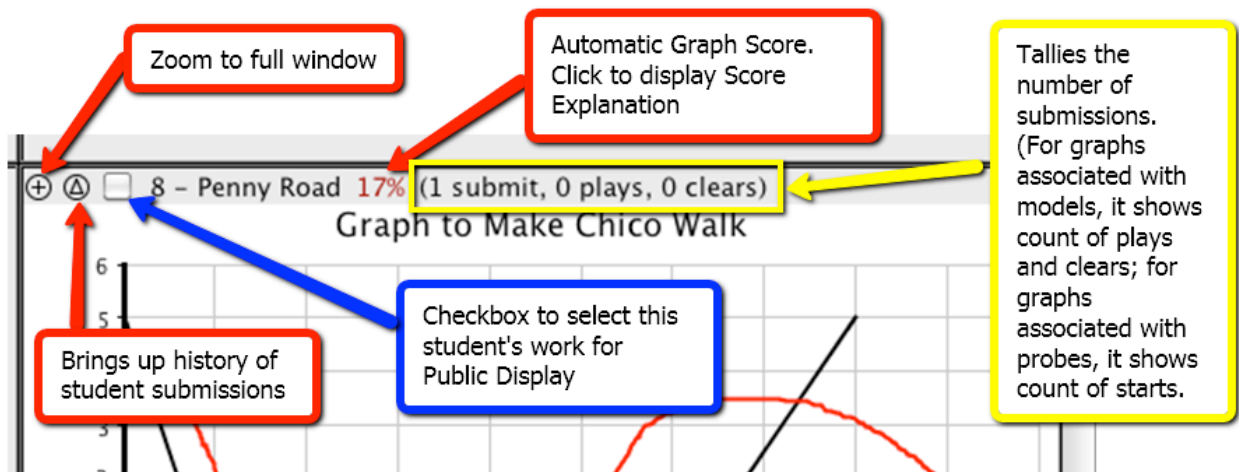 Zoom to full window
Automatic Graph Score.
Click to display Score
Explanation
Tallies the
number of
submissions.
(For graphs
associated with
models, it shows
count of plays
and clears; for
graphs
associated with
probes, it shows
count of starts.
8 – Penny Road 17% (1 submit, 0 plays, 0 clears)
Graph to Make Chico Walk
6
5
3
Brings up history of
student submissions
Checkbox to select this
student's work for
Public Display